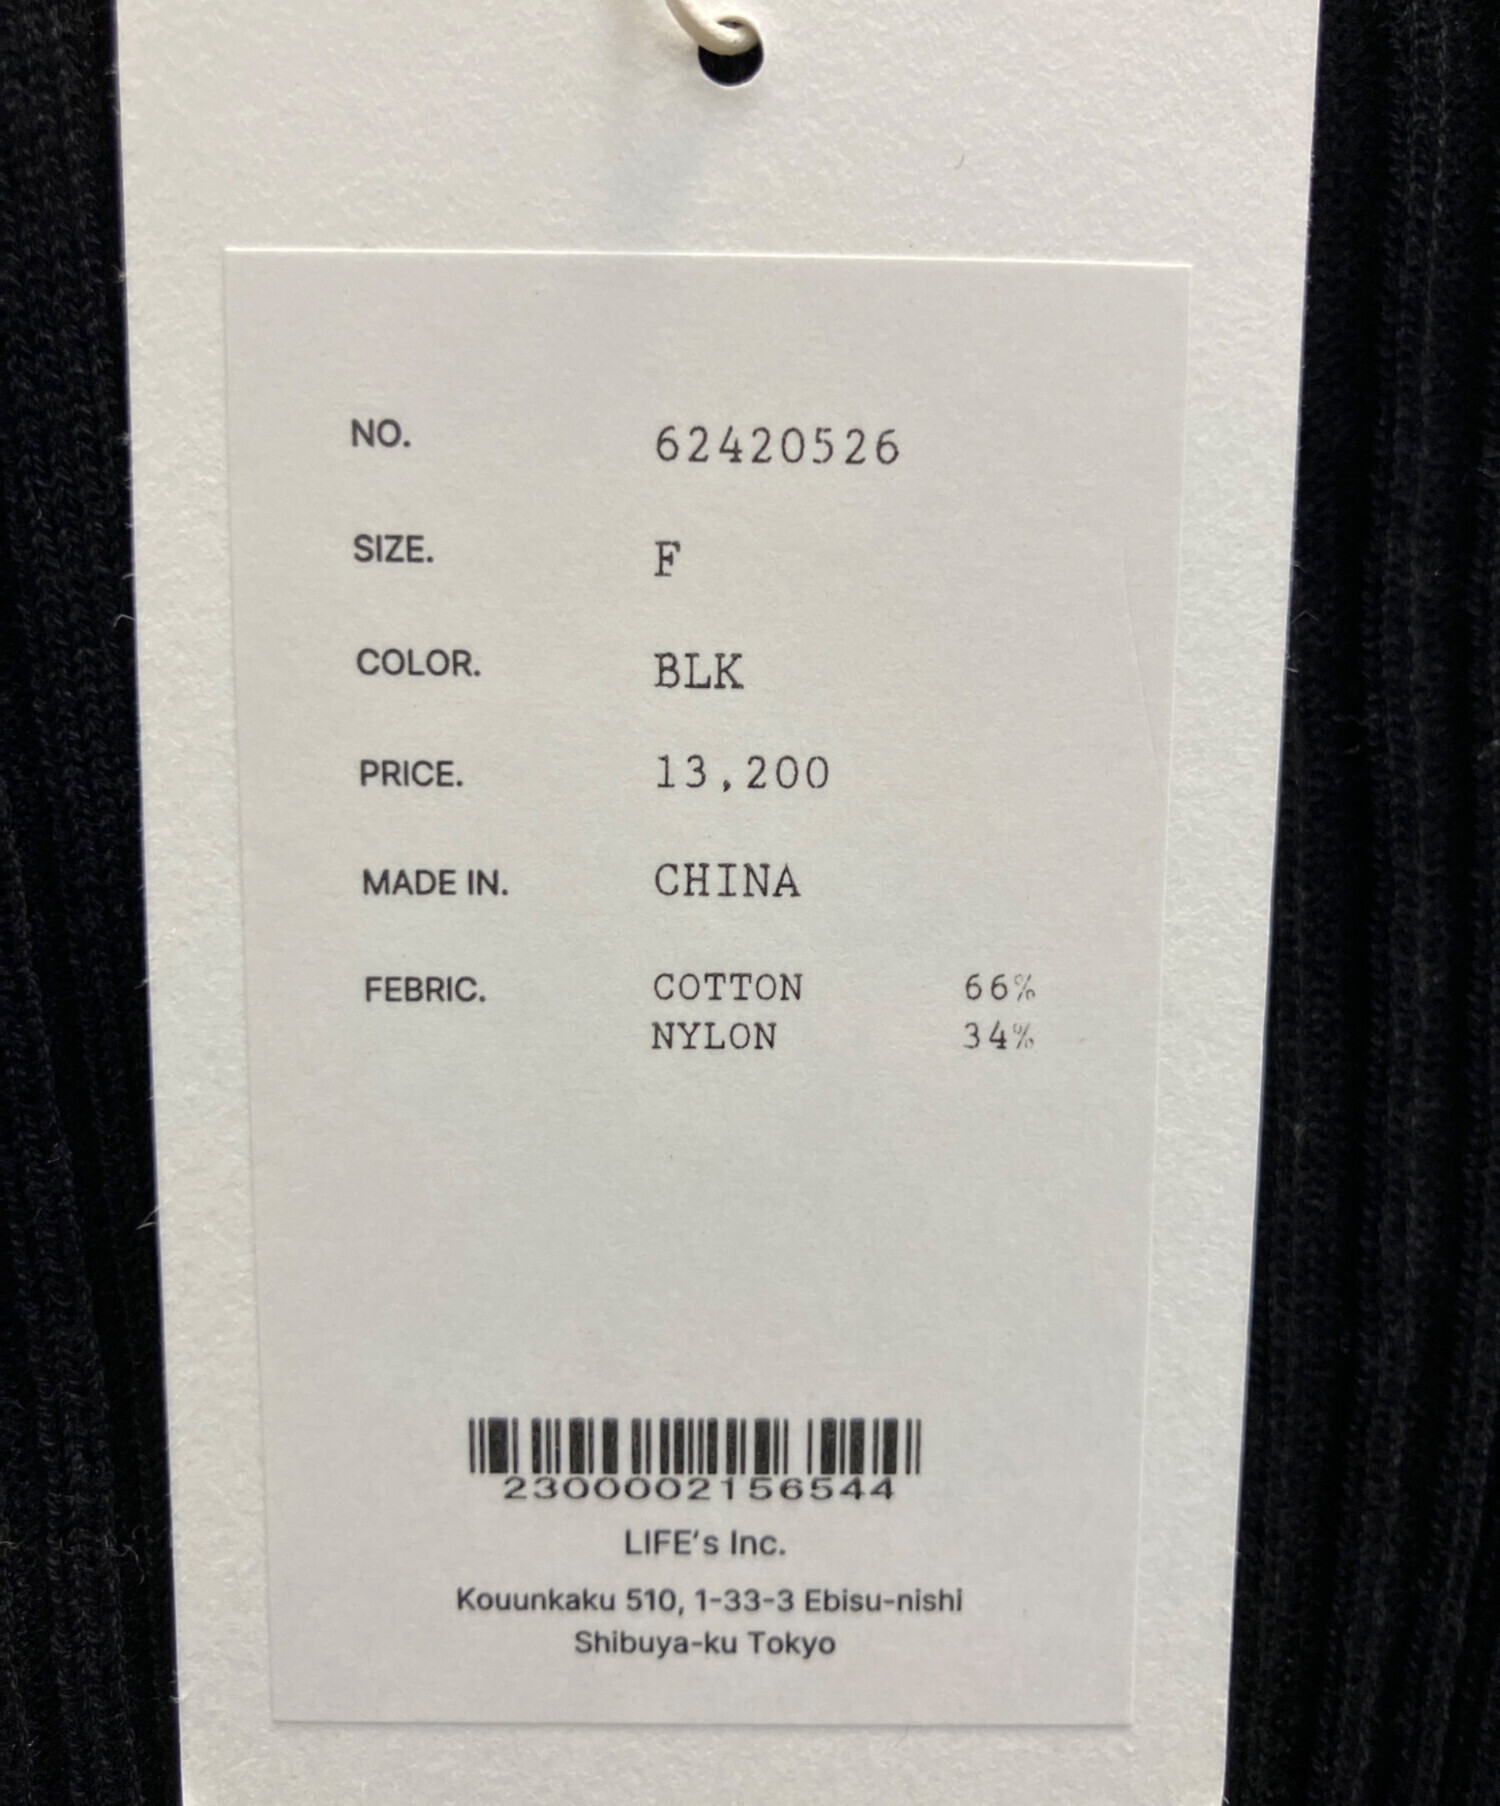 NO. 62420526
SIZE. F
COLOR. BLK
PRICE. 13,200
MADE IN. CHINA
FEBRIC. COTTON 66%
NYLON 34%
2300002156544
LIFE's Inc.
Kouunkaku 510, 1-33-3 Ebisu-nishi
Shibuya-ku Tokyo